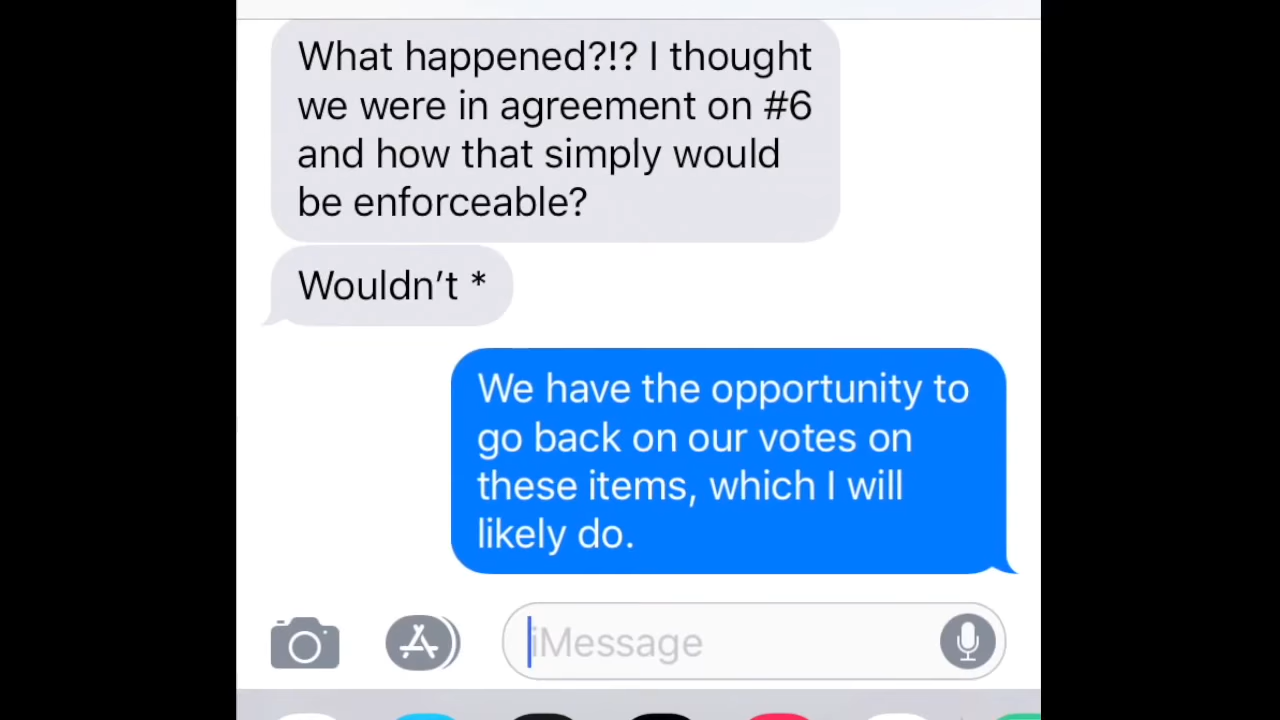 What happened?!? I thought
we were in agreement on #6
and how that simply would
be enforceable?
Wouldn’t *
We have the opportunity to
go back on our votes on
these items, which I will
likely do.
iMessage